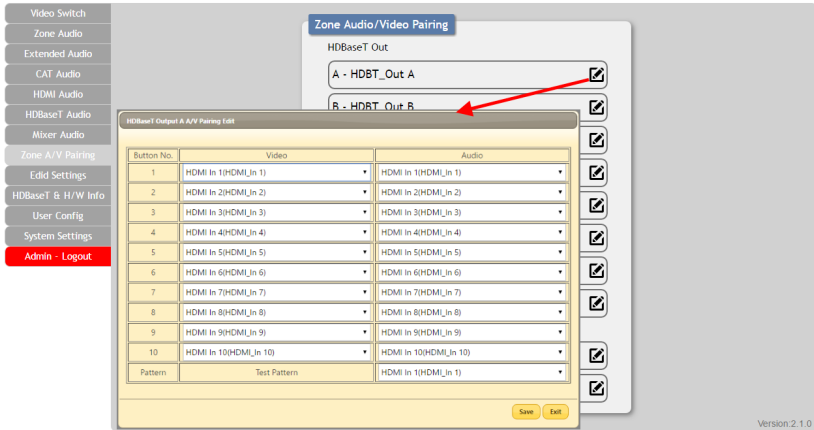 Video Switch
Zone Audio
Extended Audio
CAT Audio
HDMI Audio
HDBaseT Audio
Mixer Audio
Zone A/V Pairing
Edid Settings
HDBaseT & H/W Info
User Config
System Settings
Admin - Logout
Zone Audio/Video Pairing
HDBaseT Out
A - HDBT_Out A
B - HDBT_Out B
HDBaseT Output A A/V Pairing Edit
Button No. Video Audio
1 HDMI In 1(HDMI_In 1) HDMI In 1(HDMI_In 1)
2 HDMI In 2(HDMI_In 2) HDMI In 2(HDMI_In 2)
3 HDMI In 3(HDMI_In 3) HDMI In 3(HDMI_In 3)
4 HDMI In 4(HDMI_In 4) HDMI In 4(HDMI_In 4)
5 HDMI In 5(HDMI_In 5) HDMI In 5(HDMI_In 5)
6 HDMI In 6(HDMI_In 6) HDMI In 6(HDMI_In 6)
7 HDMI In 7(HDMI_In 7) HDMI In 7(HDMI_In 7)
8 HDMI In 8(HDMI_In 8) HDMI In 8(HDMI_In 8)
9 HDMI In 9(HDMI_In 9) HDMI In 9(HDMI_In 9)
10 HDMI In 10(HDMI_In 10) HDMI In 10(HDMI_In 10)
Pattern Test Pattern HDMI In 1(HDMI_In 1)
Save Exit
Version:2.1.0